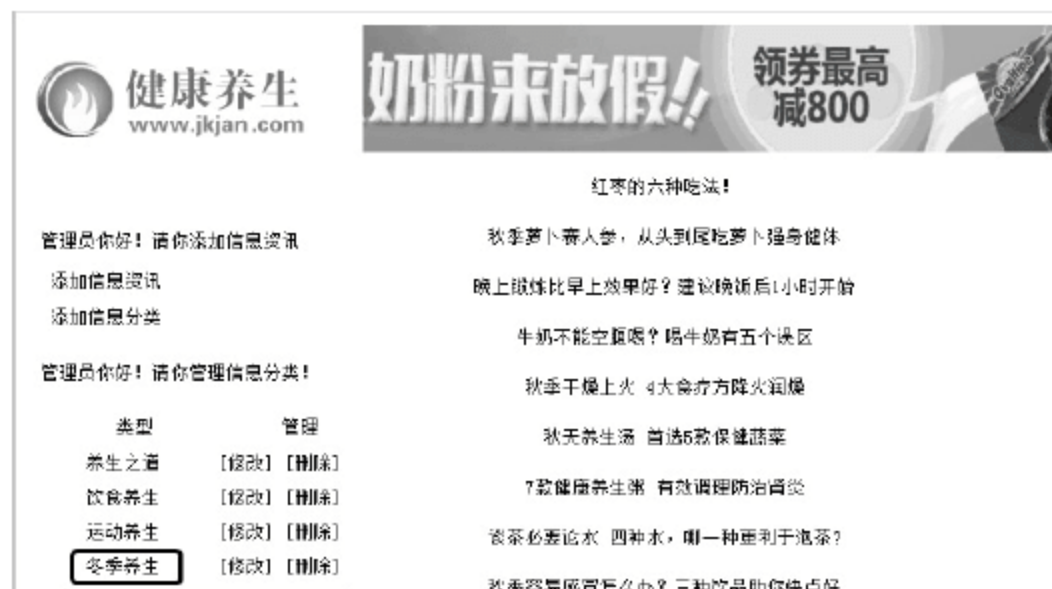 健康养生
www.jkjan.com
奶粉来放假!!
领券最高
减800
管理员你好！请你添加信息资讯
添加信息资讯
添加信息分类
管理员你好！请你管理信息分类！
类型 管理
养生之道 [修改] [删除]
饮食养生 [修改] [删除]
运动养生 [修改] [删除]
冬季养生 [修改] [删除]
红枣的六种吃法！
秋季萝卜赛人参，从头到尾吃萝卜强身健体
晚上锻炼比早上效果好？建议晚饭后1小时开始
牛奶不能空腹喝？喝牛奶有五个误区
秋季干燥上火 4大食疗方降火润燥
秋天养生汤 首选5款保健蔬菜
7款健康养生粥 有效调理防治肾炎
谈茶必要论水 四种水，哪一种更利于泡茶？